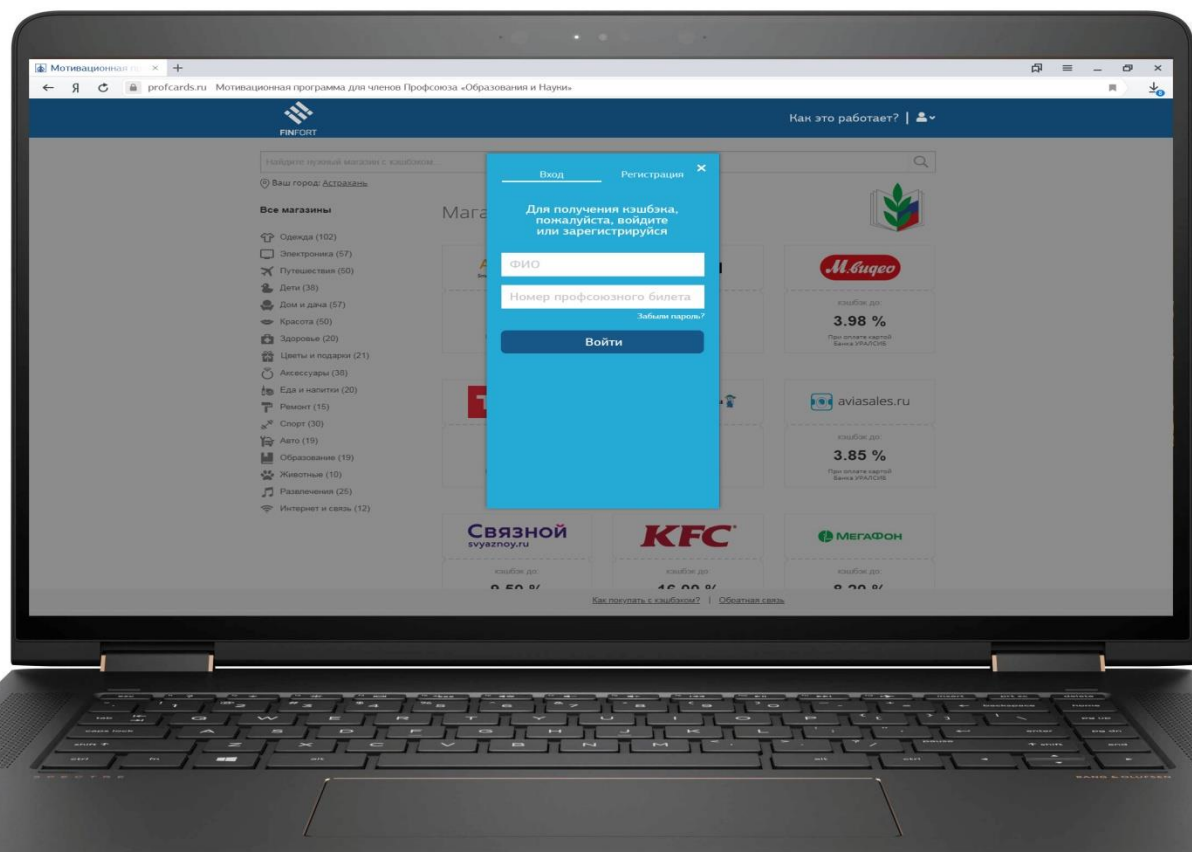 Мотивационная
profcards.ru Мотивационная программа для членов Профсоюза «Образования и Науки»
FINFORT
Как это работает?
Найдите нужный магазин с кэшбэком...
Ваш город: Астрахань
Все магазины
Одежда (102)
Электроника (57)
Путешествия (50)
Дети (38)
Дом и дача (57)
Красота (50)
Здоровье (20)
Цветы и подарки (21)
Аксессуары (38)
Еда и напитки (20)
Ремонт (15)
Спорт (30)
Авто (19)
Образование (19)
Животные (10)
Развлечения (25)
Интернет и связь (12)
Вход Регистрация
Для получения кэшбэка,
пожалуйста, войдите
или зарегистрируйся
ФИО
Номер профсоюзного билета
Забыли пароль?
Войти
М.видео
кэшбэк до:
3.98 %
При оплате картой
Банка УРАЛСИБ
aviasales.ru
кэшбэк до:
3.85 %
При оплате картой
Банка УРАЛСИБ
Связной
svyaznoy.ru
кэшбэк до:
KFC
кэшбэк до:
МЕГАФОН
кэшбэк до:
Как покупать с кэшбэком? | Обратная связь
SPECTRE
BANG & OLUFSEN